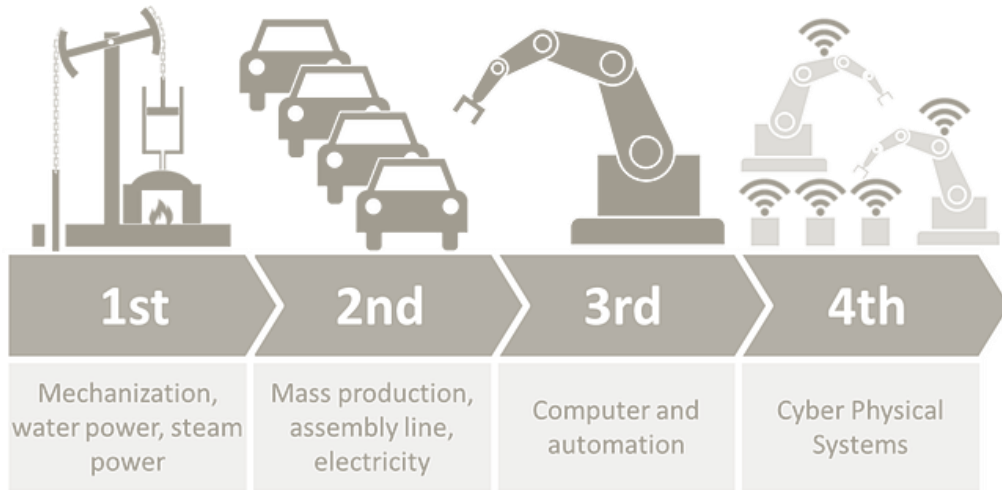 1st
2nd
3rd
4th
Mechanization,
water power, steam
power
Mass production,
assembly line,
electricity
Computer and
automation
Cyber Physical
Systems